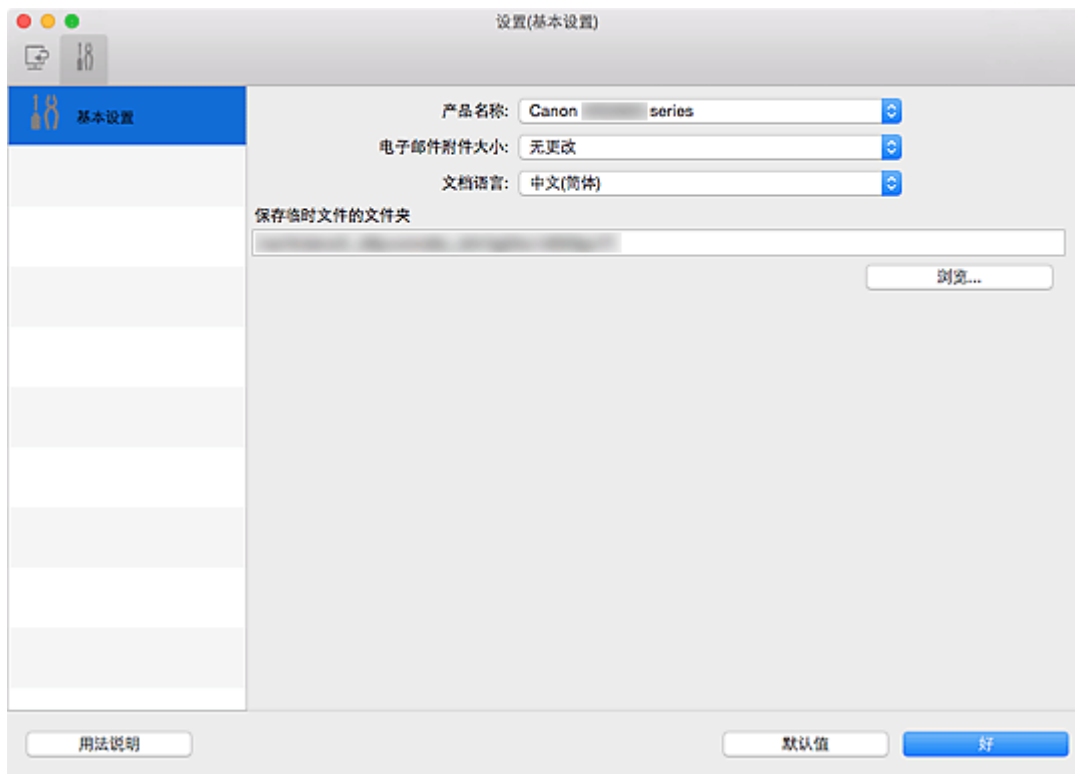 设置(基本设置)
基本设置
产品名称: Canon series
电子邮件附件大小: 无更改
文档语言: 中文(简体)
保存临时文件的文件夹
浏览...
用法说明 默认值 好